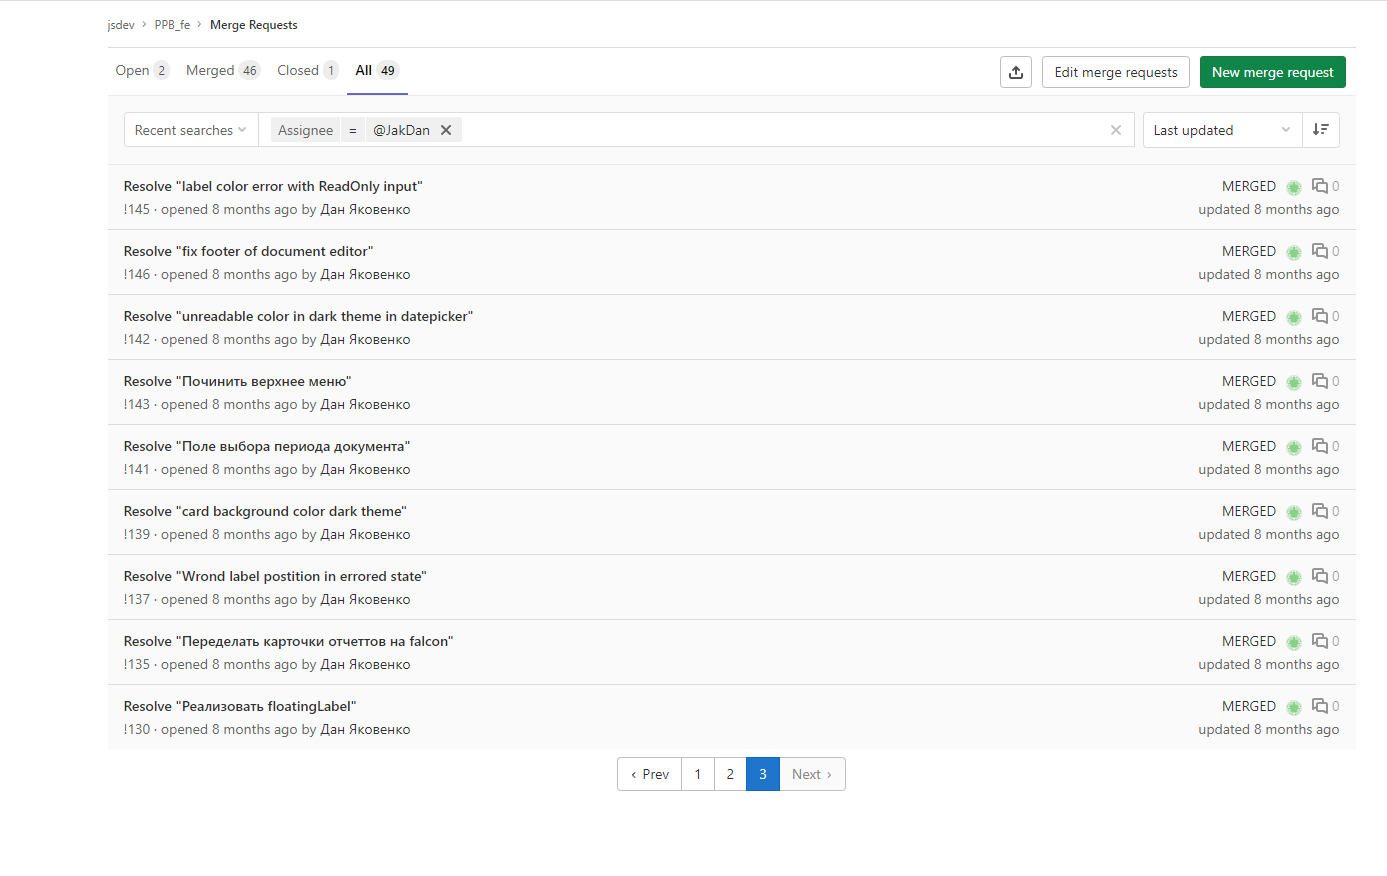 jsdev › PPB_fe › Merge Requests
Open 2 Merged 46 Closed 1 All 49 Edit merge requests New merge request
Recent searches Assignee = @JakDan Last updated
Resolve "label color error with ReadOnly input" MERGED 0
!145 · opened 8 months ago by Дан Яковенко updated 8 months ago
Resolve "fix footer of document editor" MERGED 0
!146 · opened 8 months ago by Дан Яковенко updated 8 months ago
Resolve "unreadable color in dark theme in datepicker" MERGED 0
!142 · opened 8 months ago by Дан Яковенко updated 8 months ago
Resolve "Починить верхнее меню" MERGED 0
!143 · opened 8 months ago by Дан Яковенко updated 8 months ago
Resolve "Поле выбора периода документа" MERGED 0
!141 · opened 8 months ago by Дан Яковенко updated 8 months ago
Resolve "card background color dark theme" MERGED 0
!139 · opened 8 months ago by Дан Яковенко updated 8 months ago
Resolve "Wrond label postition in errored state" MERGED 0
!137 · opened 8 months ago by Дан Яковенко updated 8 months ago
Resolve "Переделать карточки отчеттов на falcon" MERGED 0
!135 · opened 8 months ago by Дан Яковенко updated 8 months ago
Resolve "Реализовать floatingLabel" MERGED 0
!130 · opened 8 months ago by Дан Яковенко updated 8 months ago
‹ Prev 1 2 3 Next ›